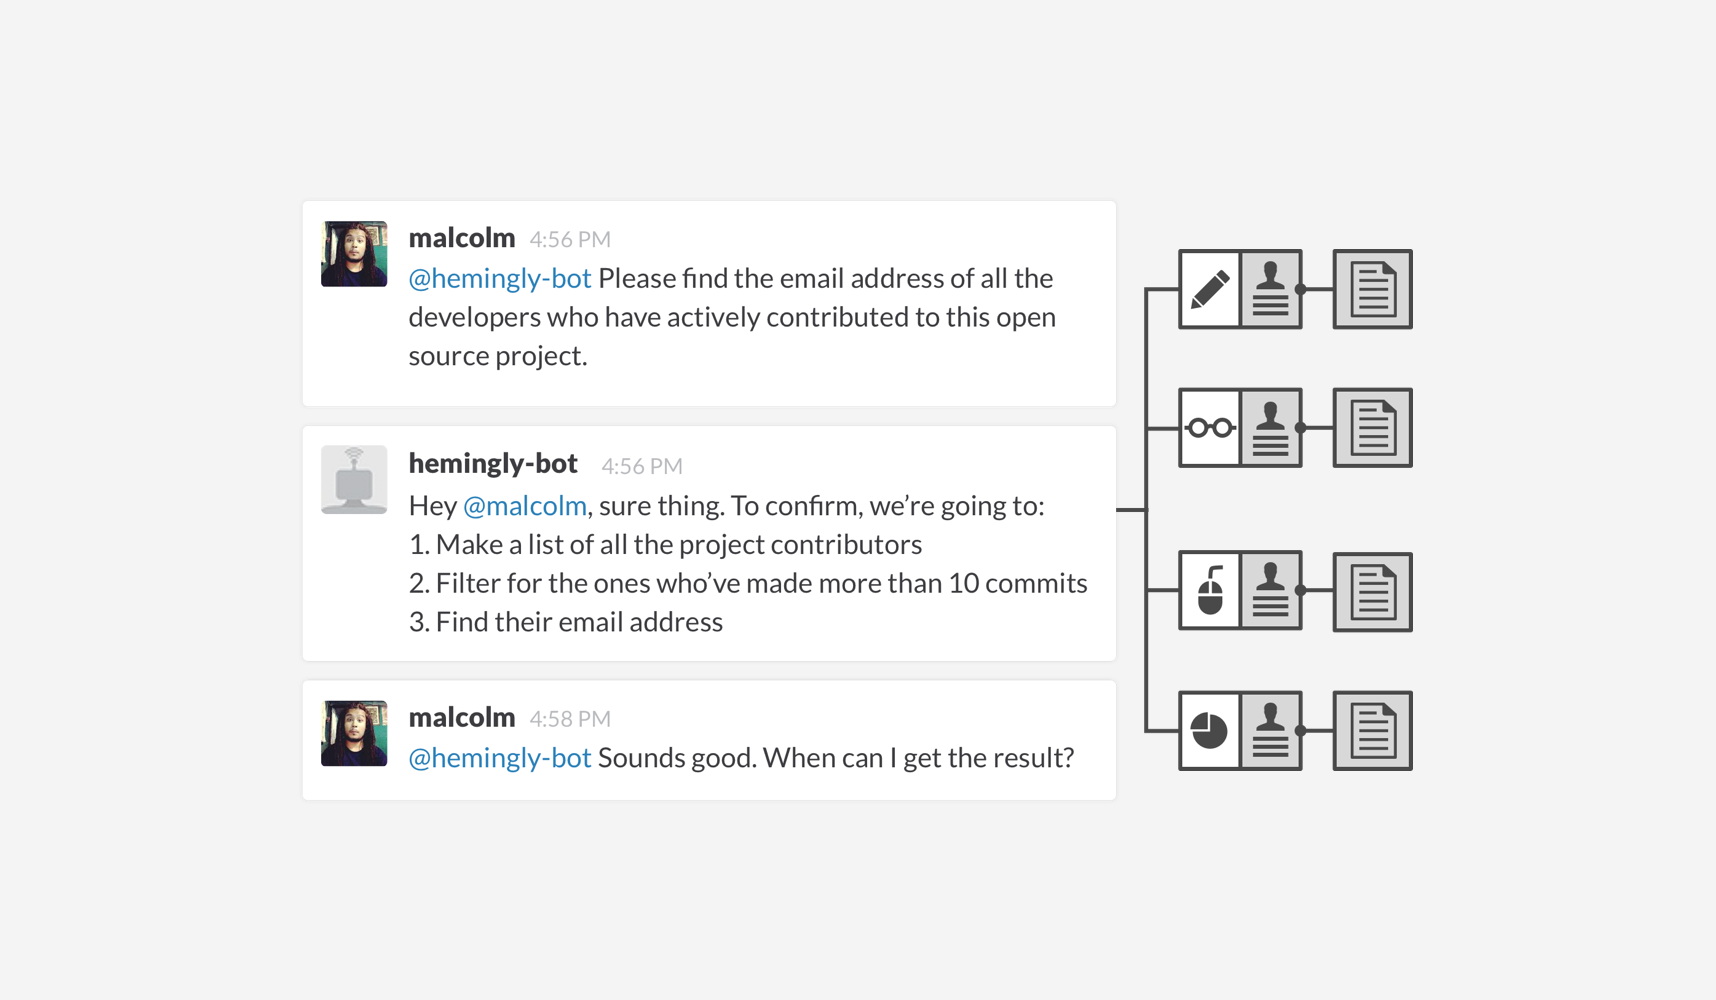 malcolm 4:56 PM
@hemingly-bot Please find the email address of all the
developers who have actively contributed to this open
source project.
hemingly-bot 4:56 PM
Hey @malcolm, sure thing. To confirm, we’re going to:
1. Make a list of all the project contributors
2. Filter for the ones who’ve made more than 10 commits
3. Find their email address
malcolm 4:58 PM
@hemingly-bot Sounds good. When can I get the result?